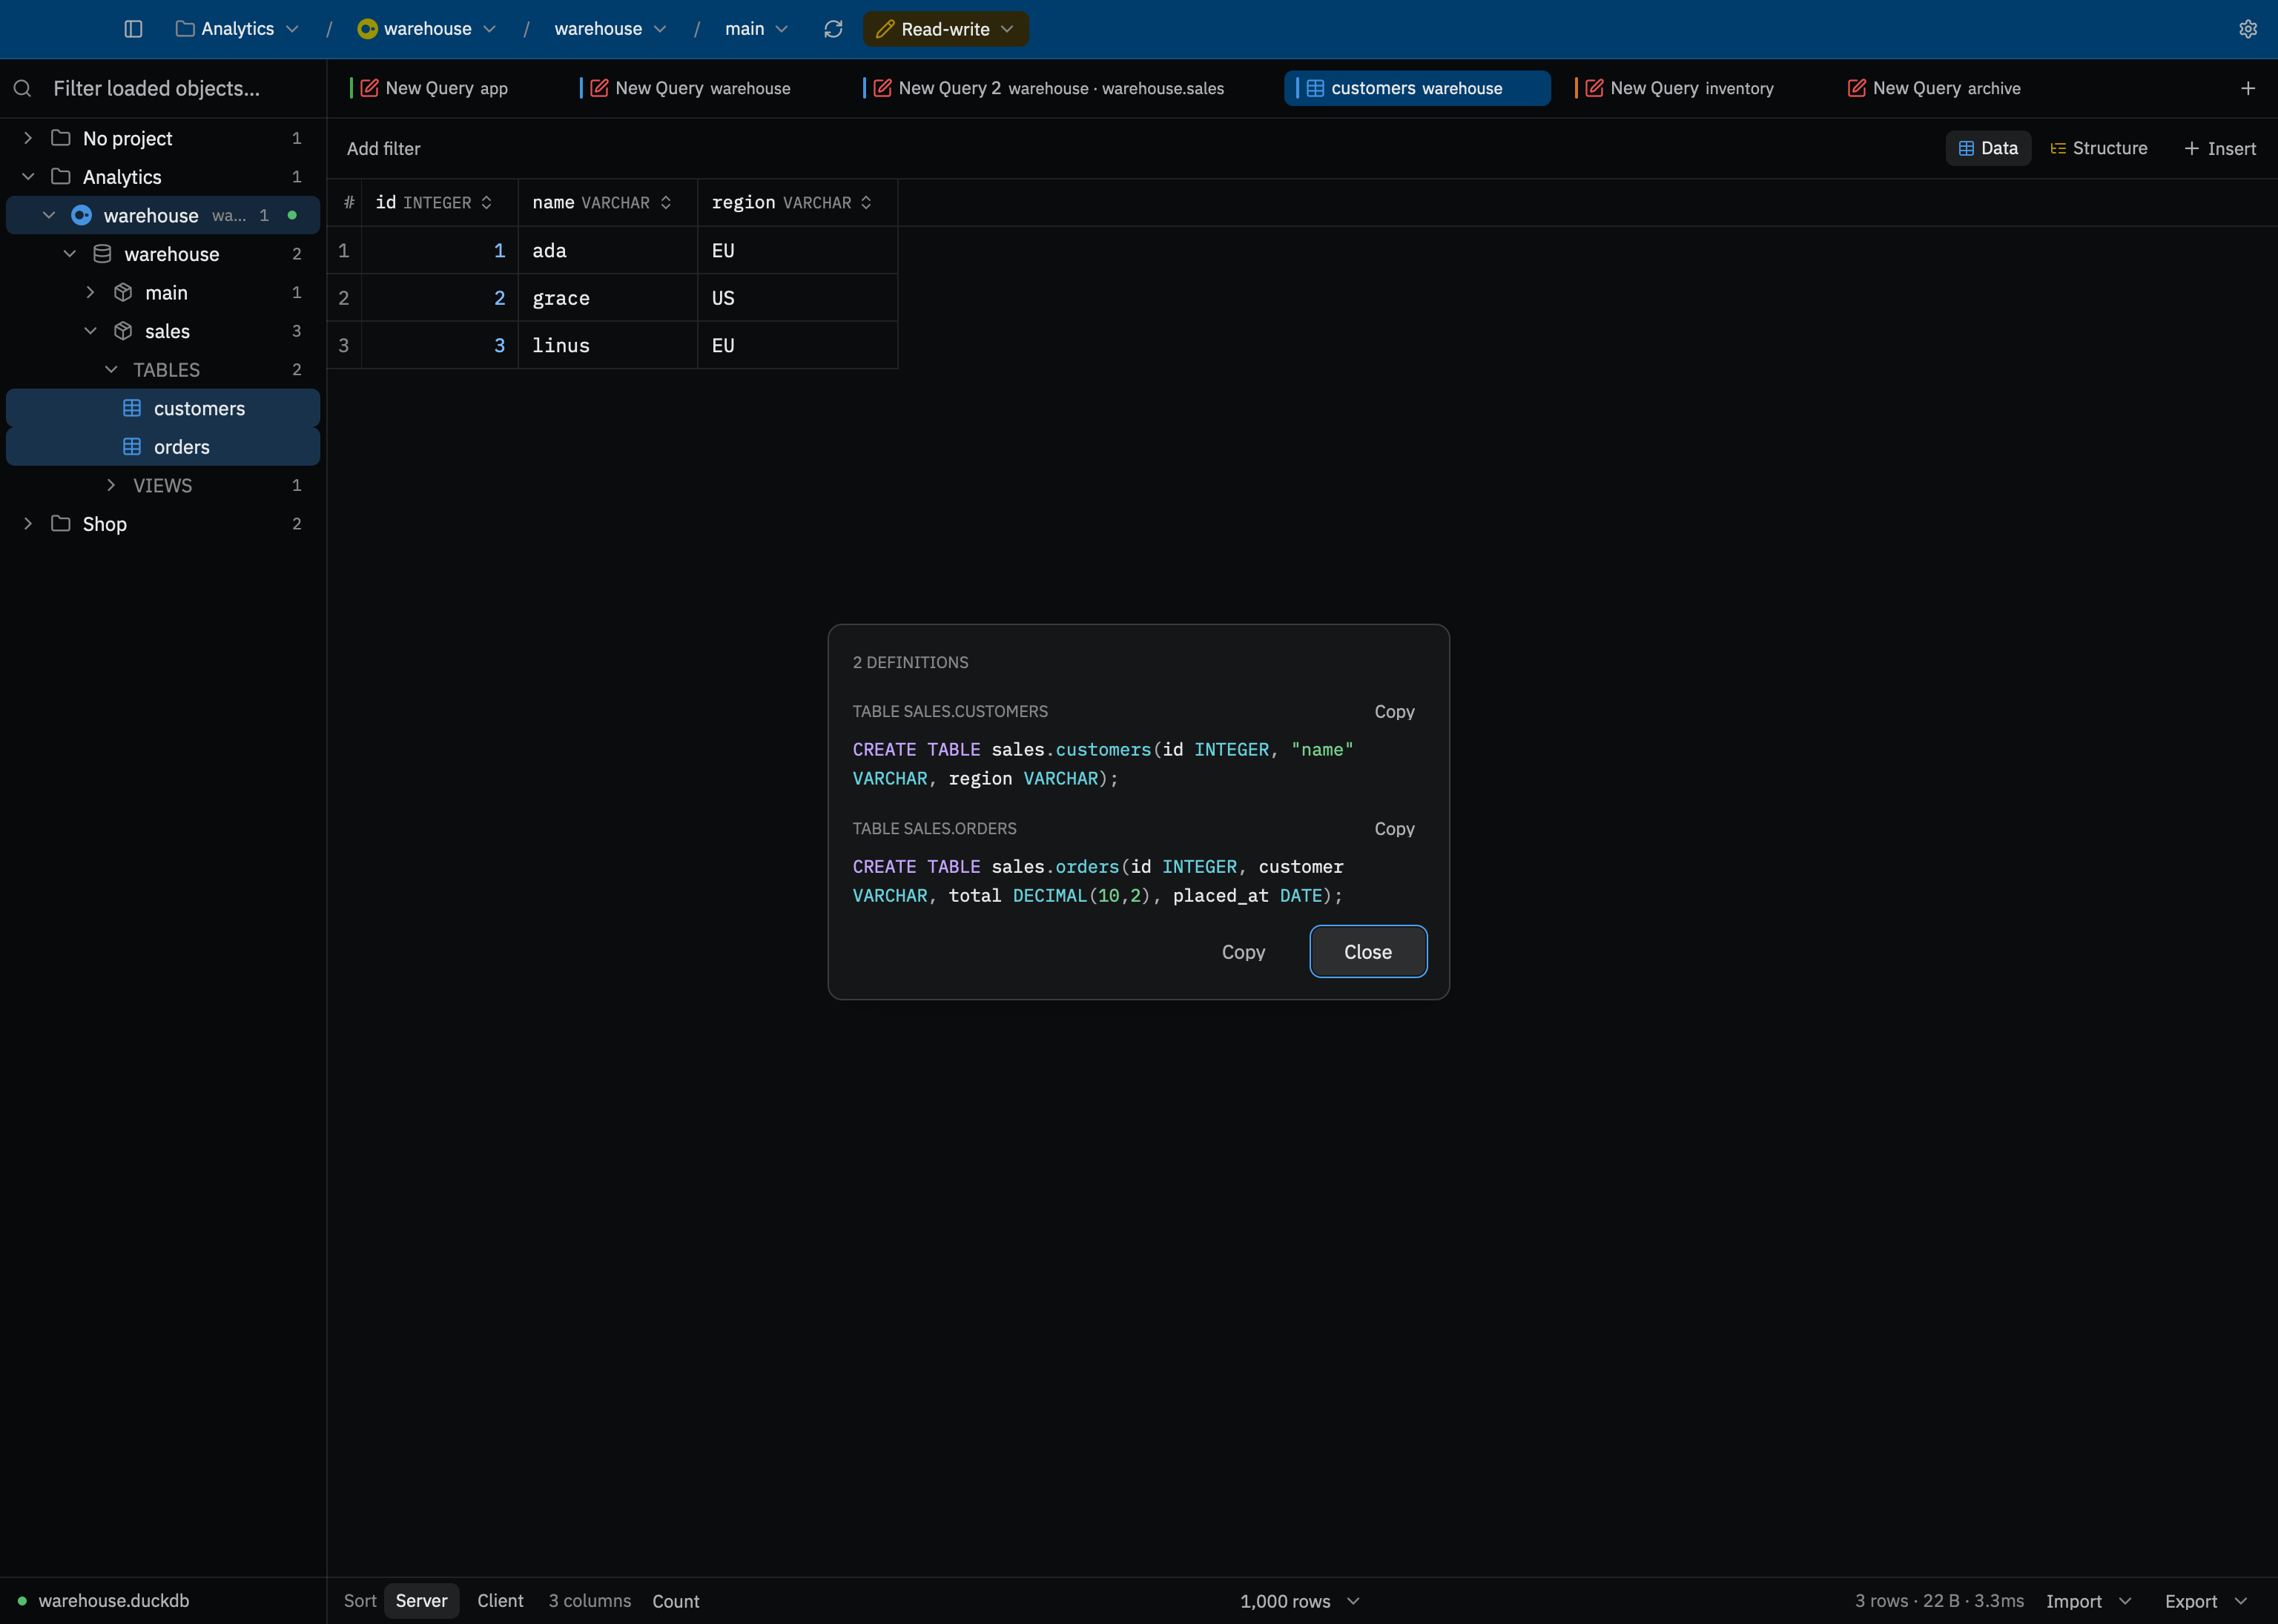 Analytics / warehouse / warehouse / main Read-write
Filter loaded objects...
New Query app
New Query warehouse
New Query 2 warehouse · warehouse.sales
customers warehouse
New Query inventory
New Query archive
No project 1
Analytics 1
warehouse wa... 1
warehouse 2
main 1
sales 3
TABLES 2
customers
orders
VIEWS 1
Shop 2
Add filter
Data
Structure
Insert
# id INTEGER name VARCHAR region VARCHAR
1 1 ada EU
2 2 grace US
3 3 linus EU
2 DEFINITIONS
TABLE SALES.CUSTOMERS Copy
CREATE TABLE sales.customers(id INTEGER, "name"
VARCHAR, region VARCHAR);
TABLE SALES.ORDERS Copy
CREATE TABLE sales.orders(id INTEGER, customer
VARCHAR, total DECIMAL(10,2), placed_at DATE);
Copy Close
warehouse.duckdb
Sort Server Client 3 columns Count
1,000 rows
3 rows · 22 B · 3.3ms Import Export